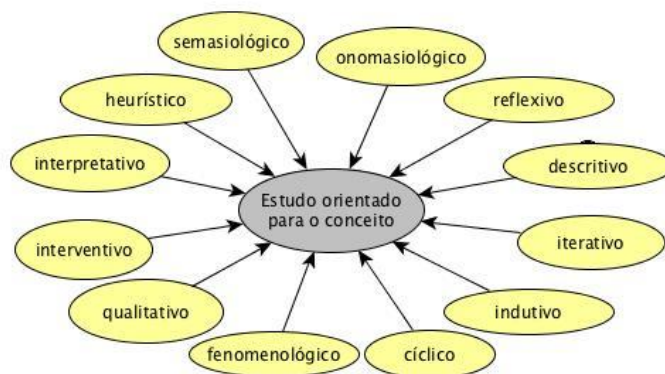 semasiológico
onomasiológico
heurístico
reflexivo
interpretativo
descritivo
Estudo orientado
para o conceito
interventivo
iterativo
qualitativo
indutivo
fenomenológico
cíclico